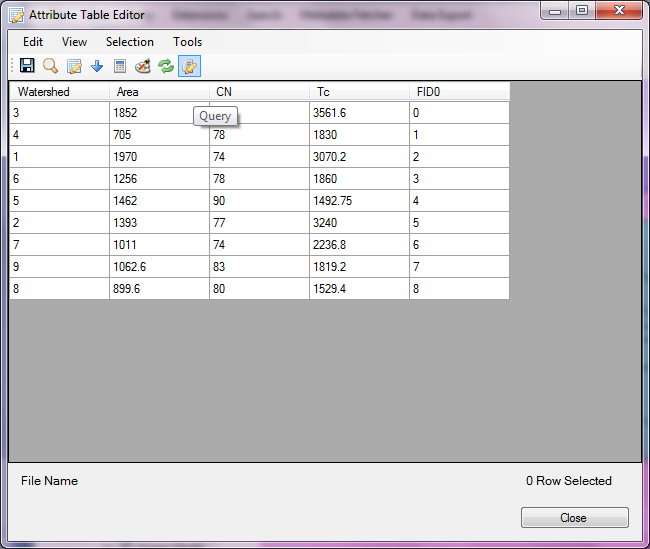 Attribute Table Editor
Edit View Selection Tools
Watershed Area CN Tc FID0
3 1852 3561.6 0
Query
4 705 78 1830 1
1 1970 74 3070.2 2
6 1256 78 1860 3
5 1462 90 1492.75 4
2 1393 77 3240 5
7 1011 74 2236.8 6
9 1062.6 83 1819.2 7
8 899.6 80 1529.4 8
File Name 0 Row Selected
Close